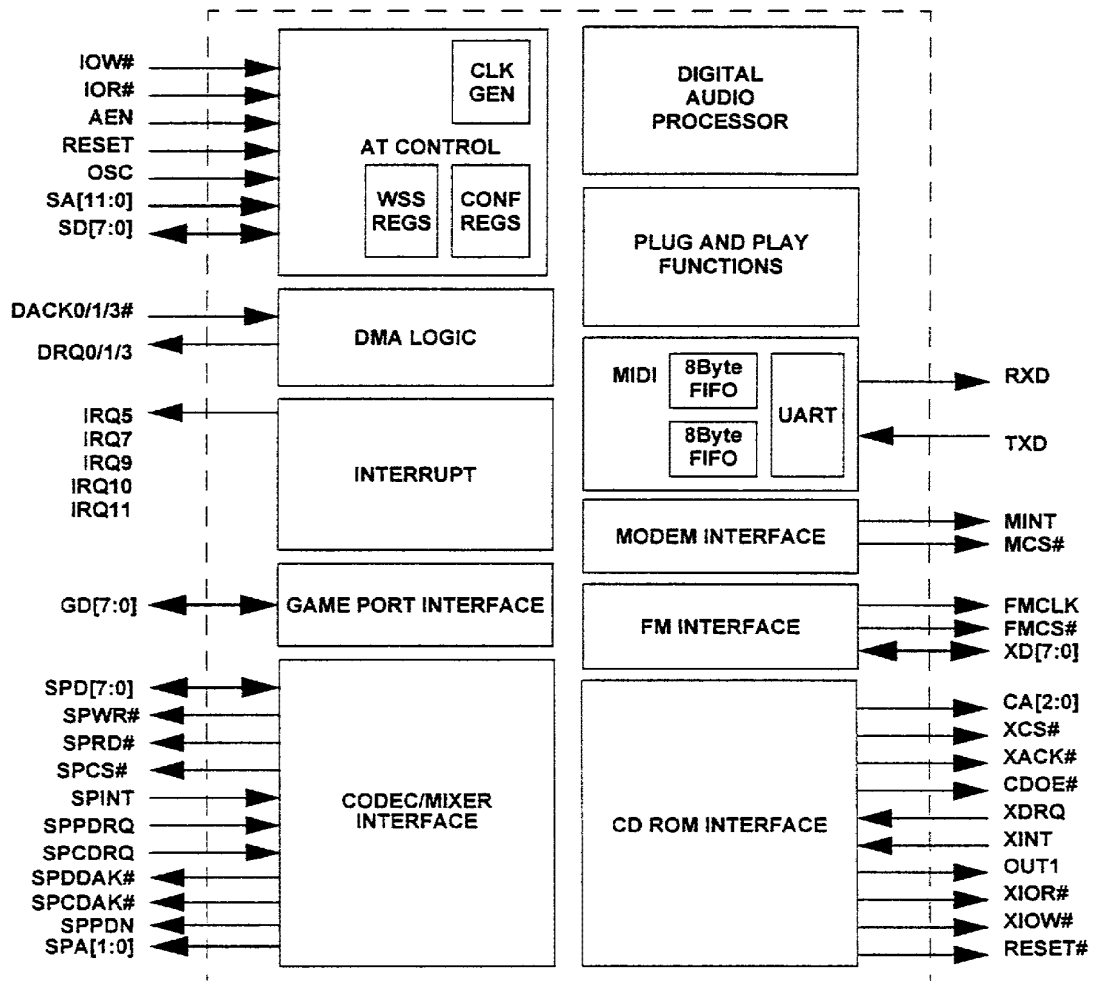 IOW#
IOR#
AEN
RESET
OSC
SA[11:0]
SD[7:0]
CLK
GEN
AT CONTROL
WSS
REGS
CONF
REGS
DACK0/1/3#
DRQ0/1/3
DMA LOGIC
IRQ5
IRQ7
IRQ9
IRQ10
IRQ11
INTERRUPT
GD[7:0]
GAME PORT INTERFACE
SPD[7:0]
SPWR#
SPRD#
SPCS#
SPINT
SPPDRQ
SPCDRQ
SPDDAK#
SPCDAK#
SPPDN
SPA[1:0]
CODEC/MIXER
INTERFACE
DIGITAL
AUDIO
PROCESSOR
PLUG AND PLAY
FUNCTIONS
MIDI
8Byte
FIFO
8Byte
FIFO
UART
RXD
TXD
MODEM INTERFACE
MINT
MCS#
FM INTERFACE
FMCLK
FMCS#
XD[7:0]
CD ROM INTERFACE
CA[2:0]
XCS#
XACK#
CDOE#
XDRQ
XINT
OUT1
XIOR#
XIOW#
RESET#